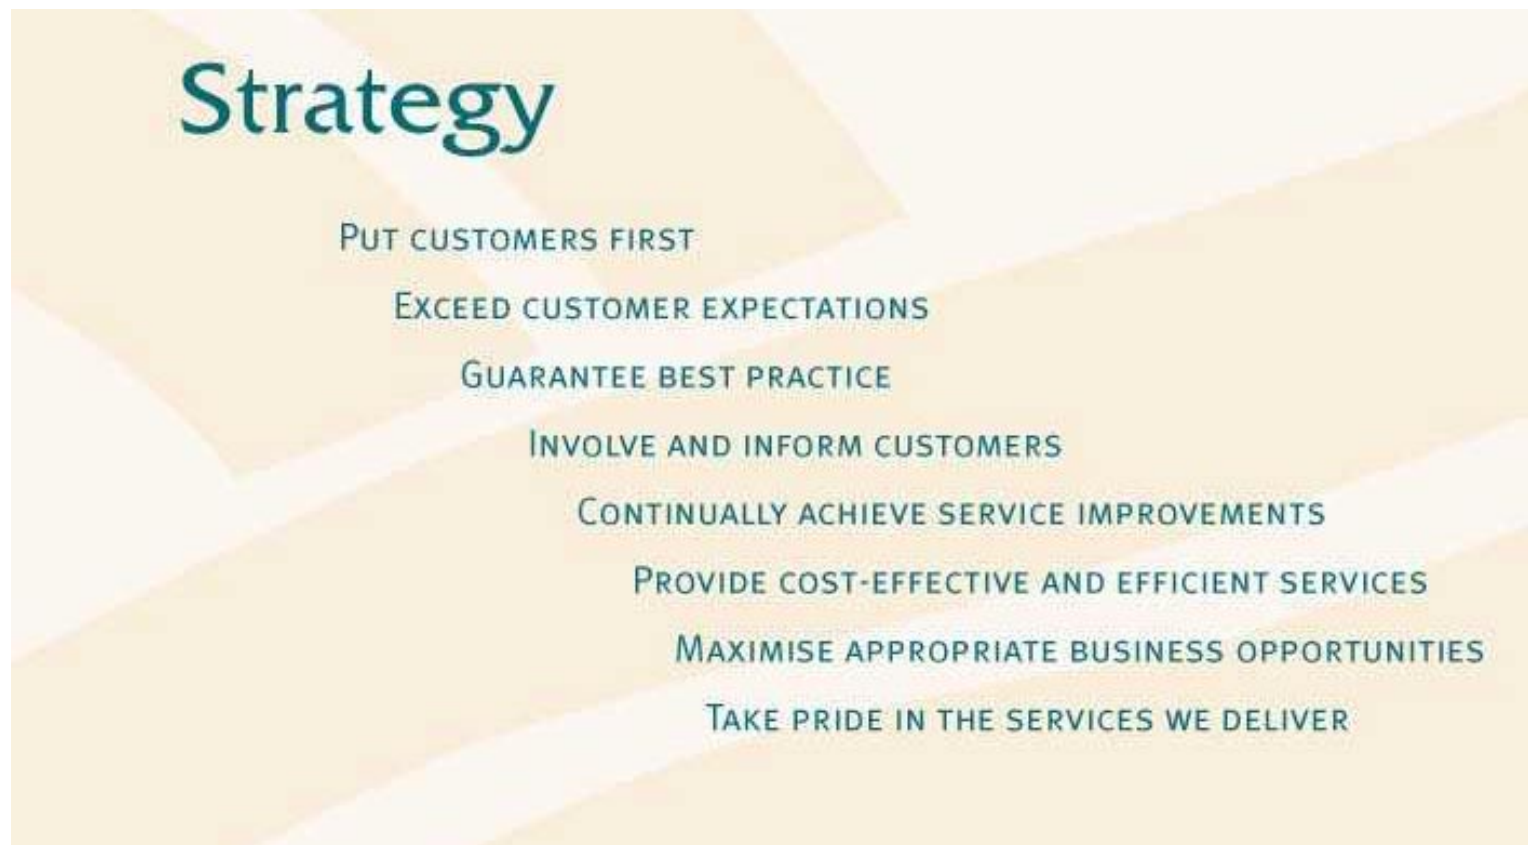 Strategy
PUT CUSTOMERS FIRST
EXCEED CUSTOMER EXPECTATIONS
GUARANTEE BEST PRACTICE
INVOLVE AND INFORM CUSTOMERS
CONTINUALLY ACHIEVE SERVICE IMPROVEMENTS
PROVIDE COST-EFFECTIVE AND EFFICIENT SERVICES
MAXIMISE APPROPRIATE BUSINESS OPPORTUNITIES
TAKE PRIDE IN THE SERVICES WE DELIVER